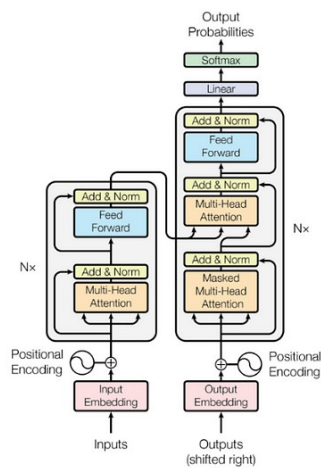 Output
Probabilities
Softmax
Linear
Add & Norm
Feed
Forward
Add & Norm
Multi-Head
Attention
Add & Norm
Masked
Multi-Head
Attention
N×
Positional
Encoding
Output
Embedding
Outputs
(shifted right)
Add & Norm
Feed
Forward
Add & Norm
Multi-Head
Attention
N×
Positional
Encoding
Input
Embedding
Inputs